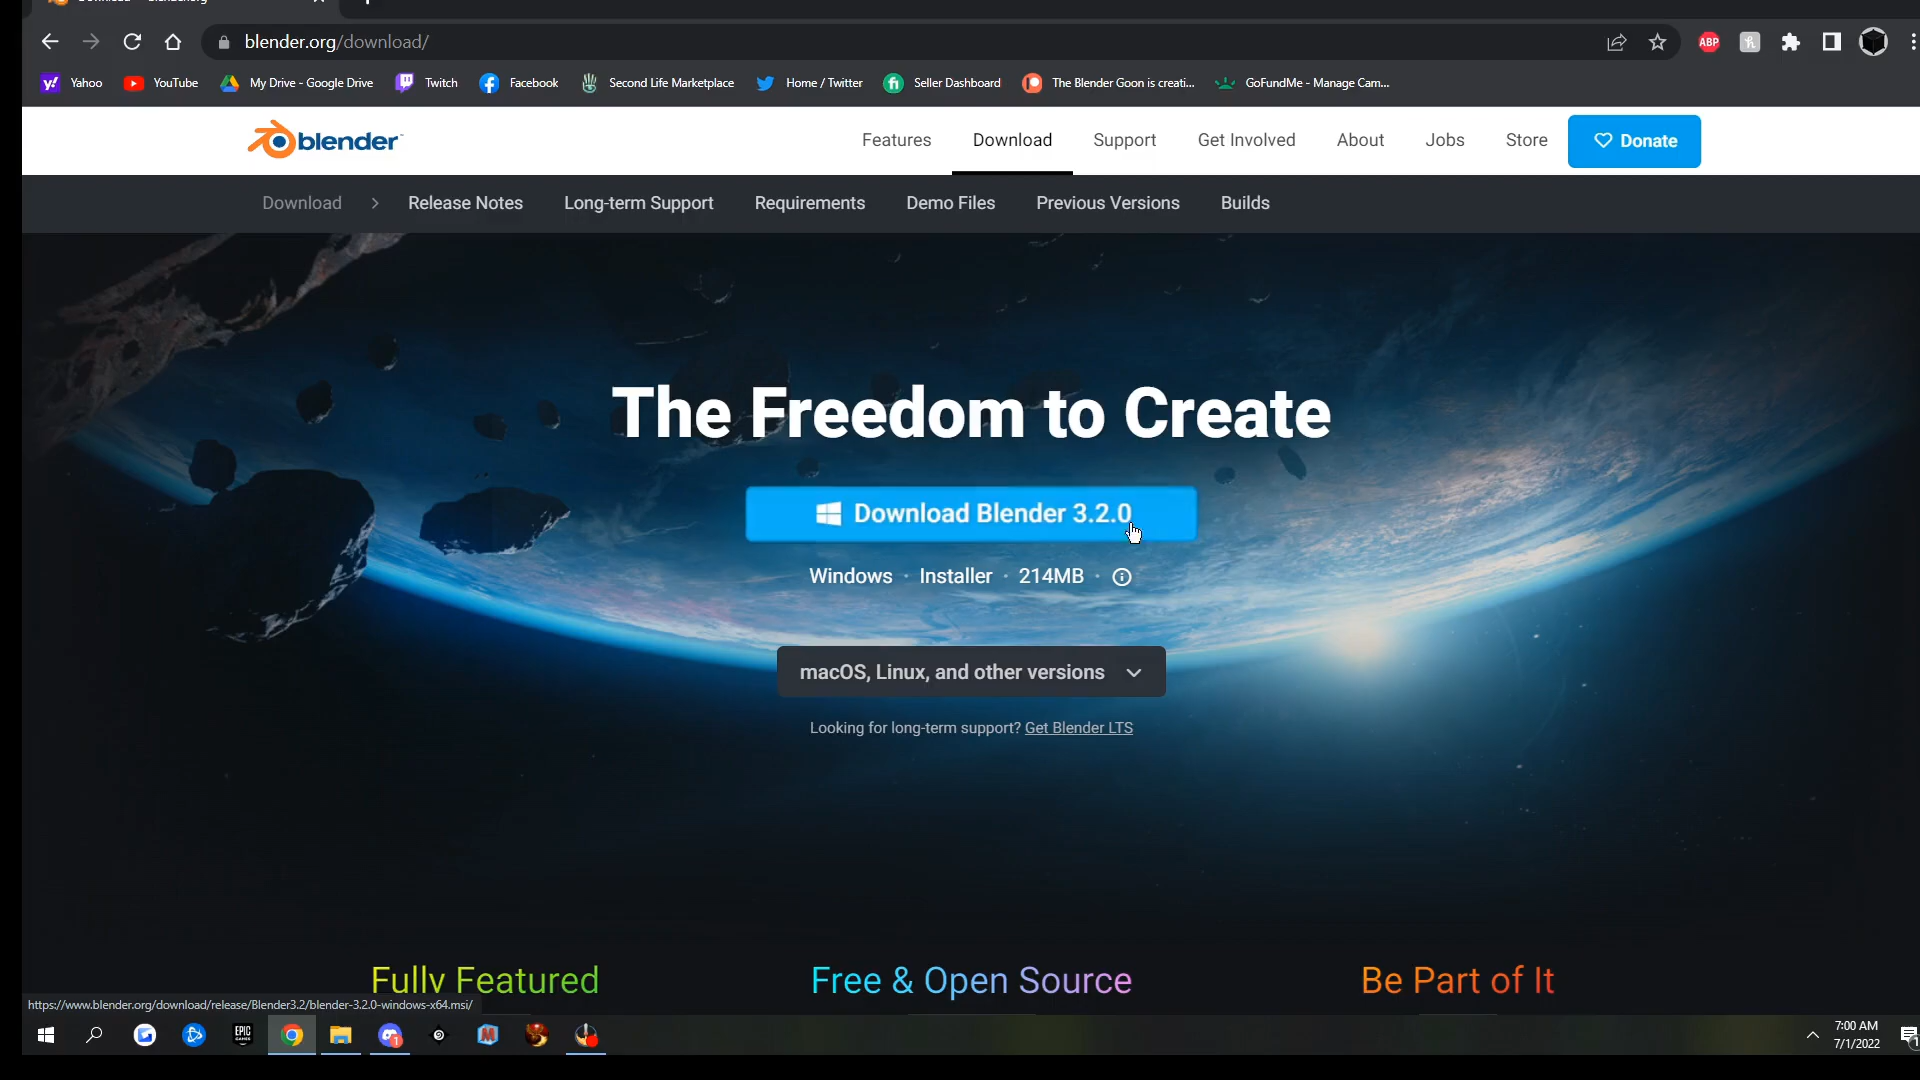 blender.org/download/
Yahoo YouTube My Drive - Google Drive Twitch Facebook Second Life Marketplace Home / Twitter Seller Dashboard The Blender Goon is creati... GoFundMe - Manage Cam...
ABP
blender Features Download Support Get Involved About Jobs Store Donate
Download > Release Notes Long-term Support Requirements Demo Files Previous Versions Builds
The Freedom to Create
Download Blender 3.2.0
Windows · Installer · 214MB ·
macOS, Linux, and other versions
Looking for long-term support? Get Blender LTS
Fully Featured Free & Open Source Be Part of It
https://www.blender.org/download/release/Blender3.2/blender-3.2.0-windows-x64.msi/
EPIC GAMES
7:00 AM
7/1/2022